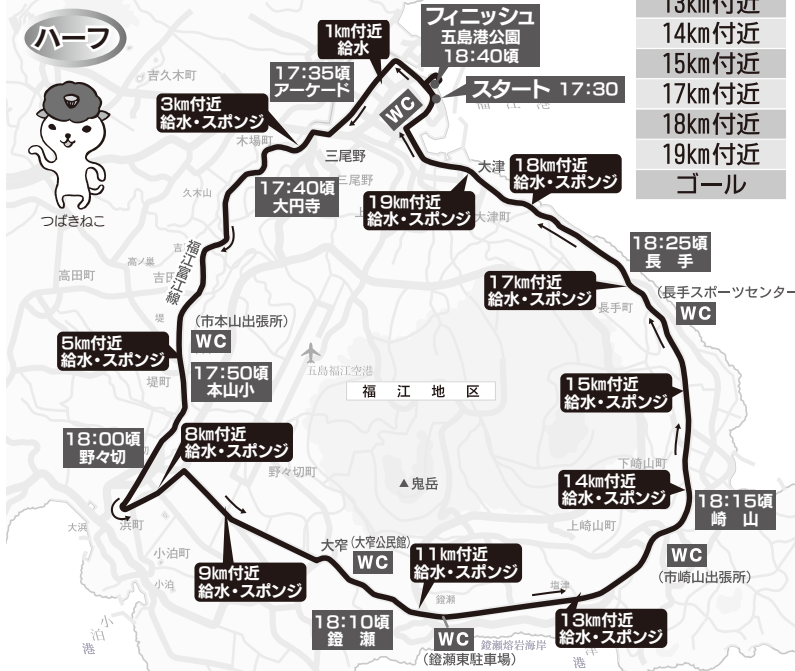 ハーフ
つばきねこ
1km付近
給水
フィニッシュ
五島港公園
18:40頃
スタート 17:30
17:35頃
アーケード
WC
3km付近
給水・スポンジ
吉久木町
木場町
三尾野
三尾野
久木山
17:40頃
大円寺
19km付近
給水・スポンジ
大津
大津町
18km付近
給水・スポンジ
13km付近
14km付近
15km付近
17km付近
18km付近
19km付近
ゴール
18:25頃
長 手
(長手スポーツセンター
WC
17km付近
給水・スポンジ
長手町
高田町
高ノ巣
福江富江線
堤
(市本山出張所)
WC
5km付近
給水・スポンジ
17:50頃
本山小
堤町
五島福江空港
福 江 地 区
15km付近
給水・スポンジ
18:00頃
野々切
8km付近
給水・スポンジ
野々切町
鬼岳
下崎山町
14km付近
給水・スポンジ
18:15頃
崎 山
上崎山町
WC
(市崎山出張所)
大浜
浜町
小泊町
小泊
小泊港
9km付近
給水・スポンジ
大窄(大窄公民館)
WC
11km付近
給水・スポンジ
鐙瀬
塩津
18:10頃
鐙 瀬
WC
(鐙瀬東駐車場)
鐙瀬熔岩海岸
13km付近
給水・スポンジ